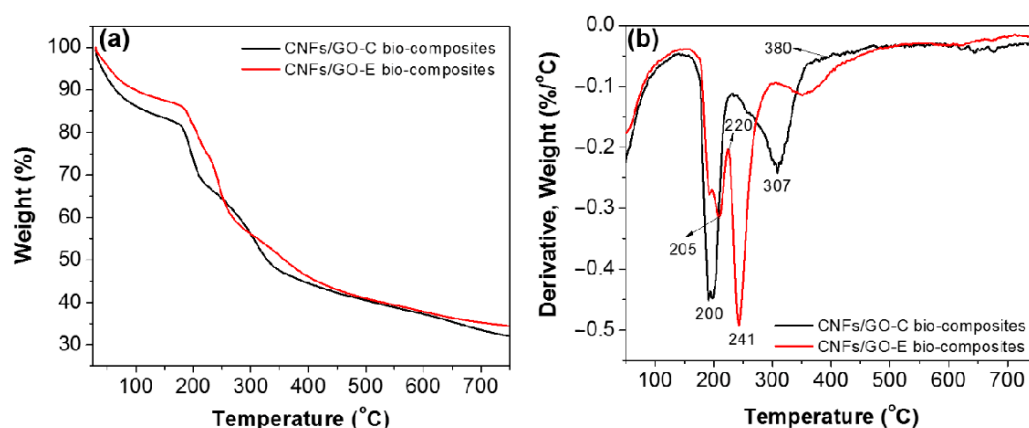 (a)
CNFs/GO-C bio-composites
CNFs/GO-E bio-composites
Weight (%)
100
90
80
70
60
50
40
30
100 200 300 400 500 600 700
Temperature (°C)
(b)
380
220
307
205
200
241
CNFs/GO-C bio-composites
CNFs/GO-E bio-composites
Derivative, Weight (%/°C)
0.0
−0.1
−0.2
−0.3
−0.4
−0.5
100 200 300 400 500 600 700
Temperature (°C)